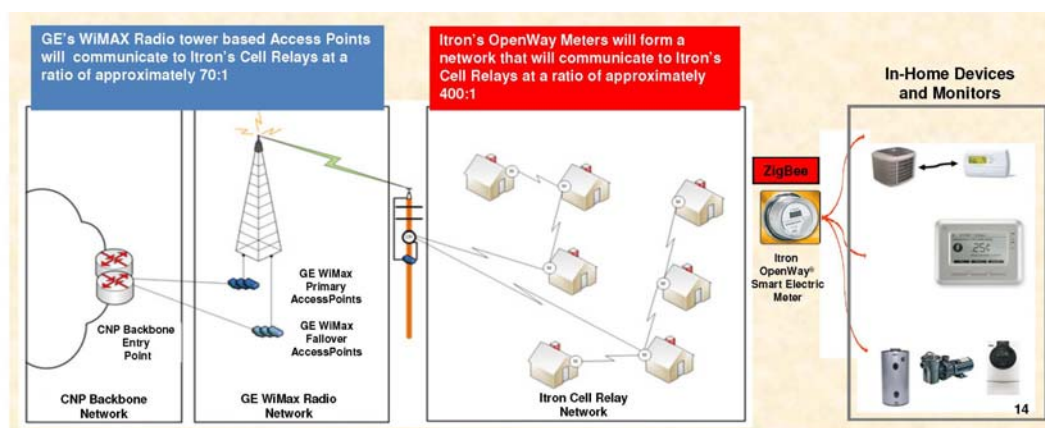 GE's WiMAX Radio tower based Access Points
will communicate to Itron's Cell Relays at a
ratio of approximately 70:1
Itron's OpenWay Meters will form a
network that will communicate to Itron's
Cell Relays at a ratio of approximately
400:1
In-Home Devices
and Monitors
ZigBee
Itron
OpenWay®
Smart Electric
Meter
GE WiMax
Primary
AccessPoints
GE WiMax
Fallover
AccessPoints
CNP Backbone
Entry
Point
CNP Backbone
Network
GE WiMax Radio
Network
Itron Cell Relay
Network
14